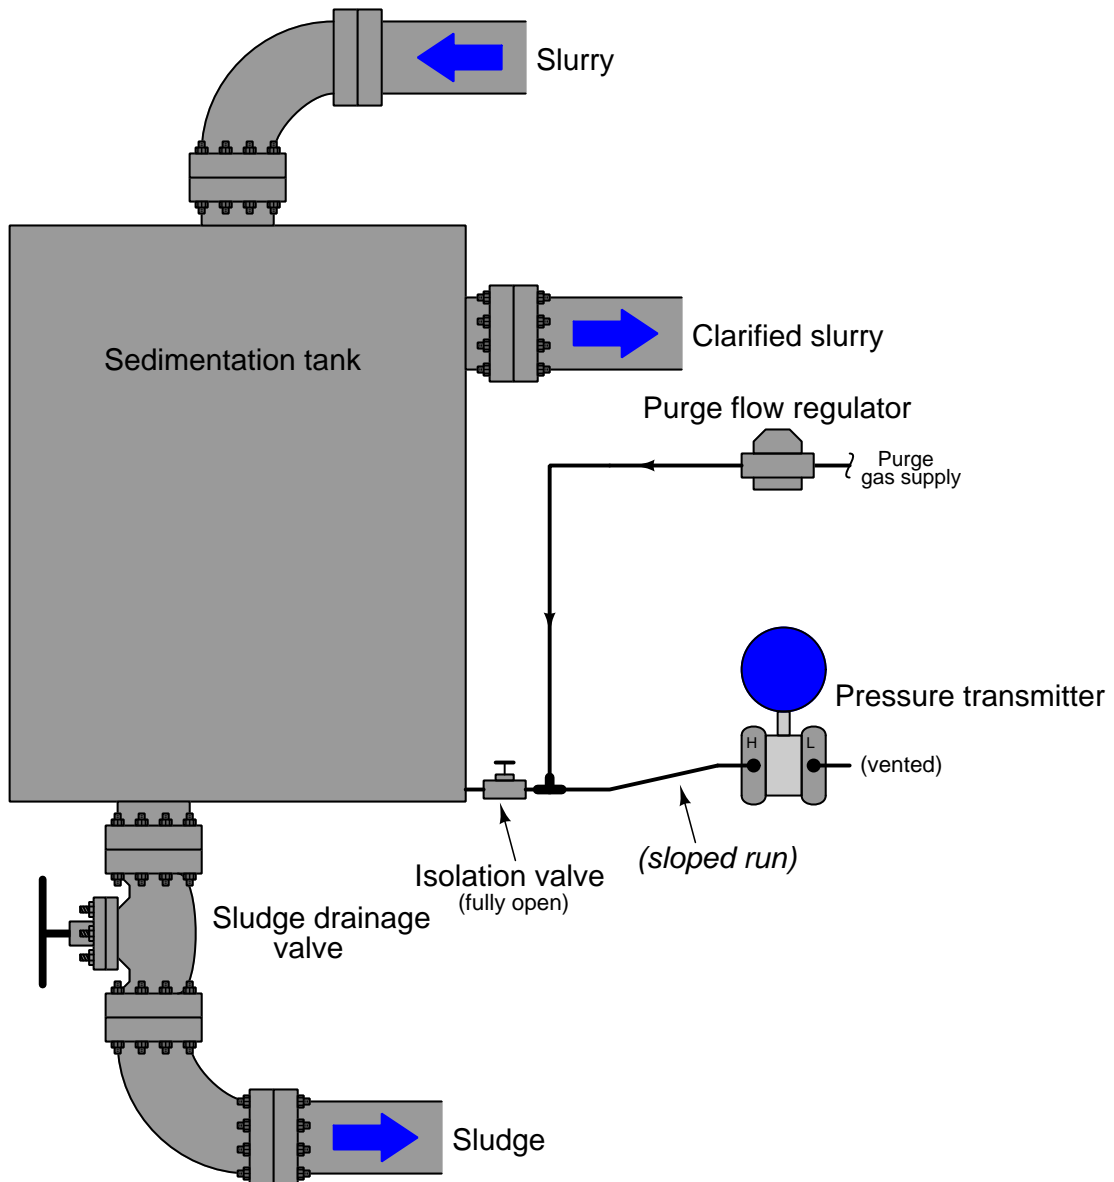 Slurry
Sedimentation tank
Clarified slurry
Purge flow regulator
Purge
gas supply
Pressure transmitter
H
L
(vented)
(sloped run)
Isolation valve
(fully open)
Sludge drainage
valve
Sludge